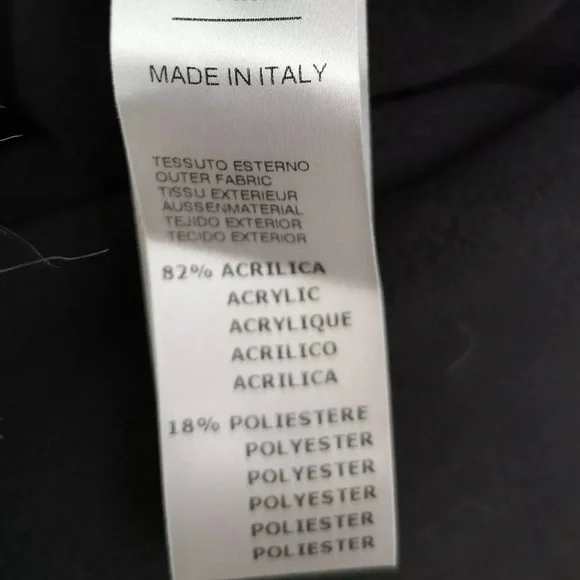 MADE IN ITALY
TESSUTO ESTERNO
OUTER FABRIC
TISSU EXTERIEUR
AUSSENMATERIAL
TEJIDO EXTERIOR
TECIDO EXTERIOR
82% ACRILICA
ACRYLIC
ACRYLIQUE
ACRILICO
ACRILICA
18% POLIESTERE
POLYESTER
POLYESTER
POLYESTER
POLIESTER
POLIESTER